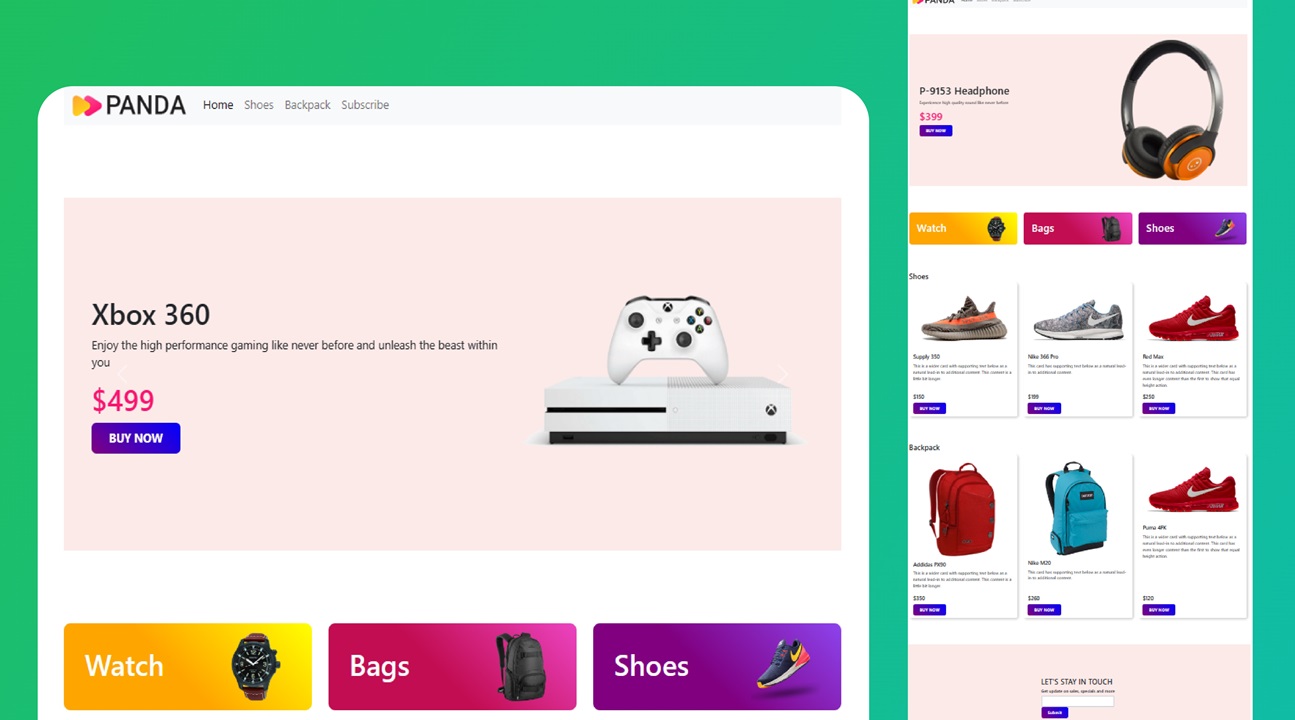 PANDA
Home Shoes Backpack Subscribe
Xbox 360
Enjoy the high performance gaming like never before and unleash the beast within
you
$499
BUY NOW
Watch
Bags
Shoes
PANDA
P-9153 Headphone
Experience high quality sound like never before
$399
BUY NOW
Watch
Bags
Shoes
Shoes
Supply 350
This is a wider card with supporting text below as a
natural lead-in to additional content. This content is a
little bit longer.
$150
BUY NOW
Nike 366 Pro
This card has supporting text below as a natural lead-
in to additional content.
$199
BUY NOW
Red Max
This is a wider card with supporting text below as a
natural lead-in to additional content. This card has
even longer content than the first to show that equal
height action.
$250
BUY NOW
Backpack
Addidas FX90
This is a wider card with supporting text below as a
natural lead-in to additional content. This content is a
little bit longer.
$350
BUY NOW
Nike M20
This card has supporting text below as a natural lead-
in to additional content.
$260
BUY NOW
Puma 4PK
This is a wider card with supporting text below as a
natural lead-in to additional content. This card has
even longer content than the first to show that equal
height action.
$120
BUY NOW
LET'S STAY IN TOUCH
Get update on sales, specials and more
Submit